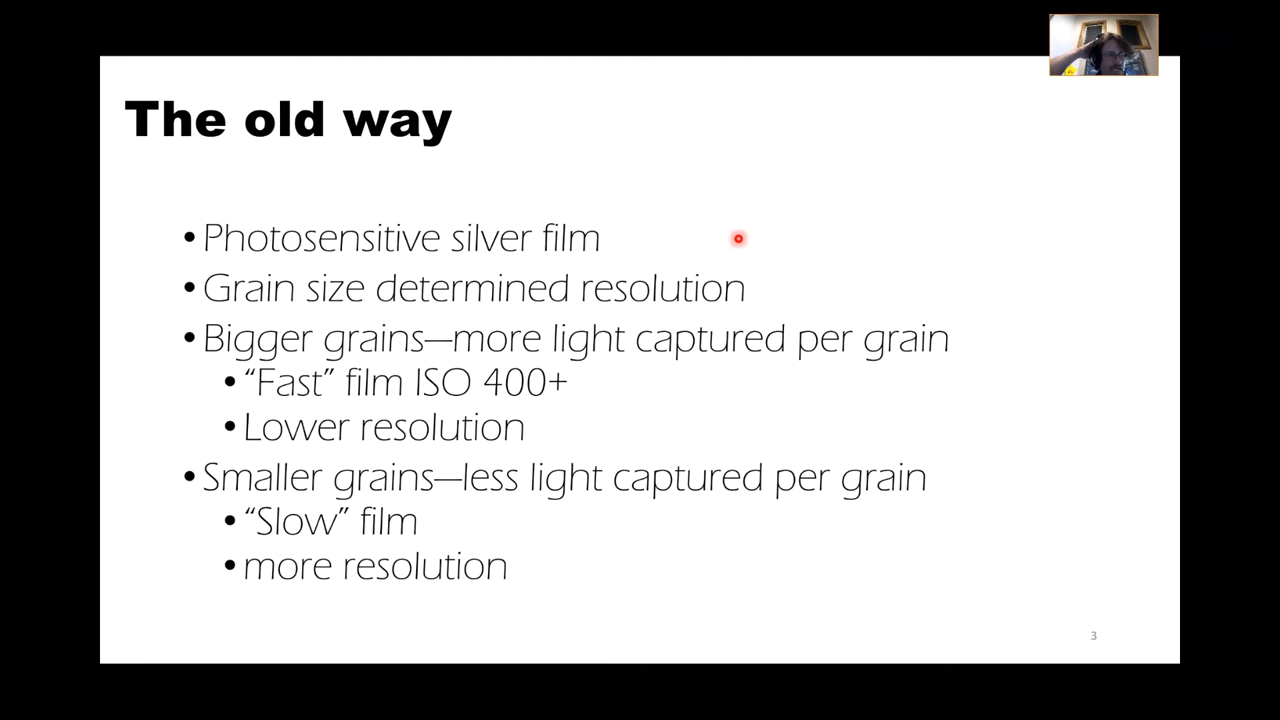 The old way
•Photosensitive silver film
•Grain size determined resolution
•Bigger grains—more light captured per grain
•“Fast” film ISO 400+
•Lower resolution
•Smaller grains—less light captured per grain
•“Slow” film
•more resolution
3